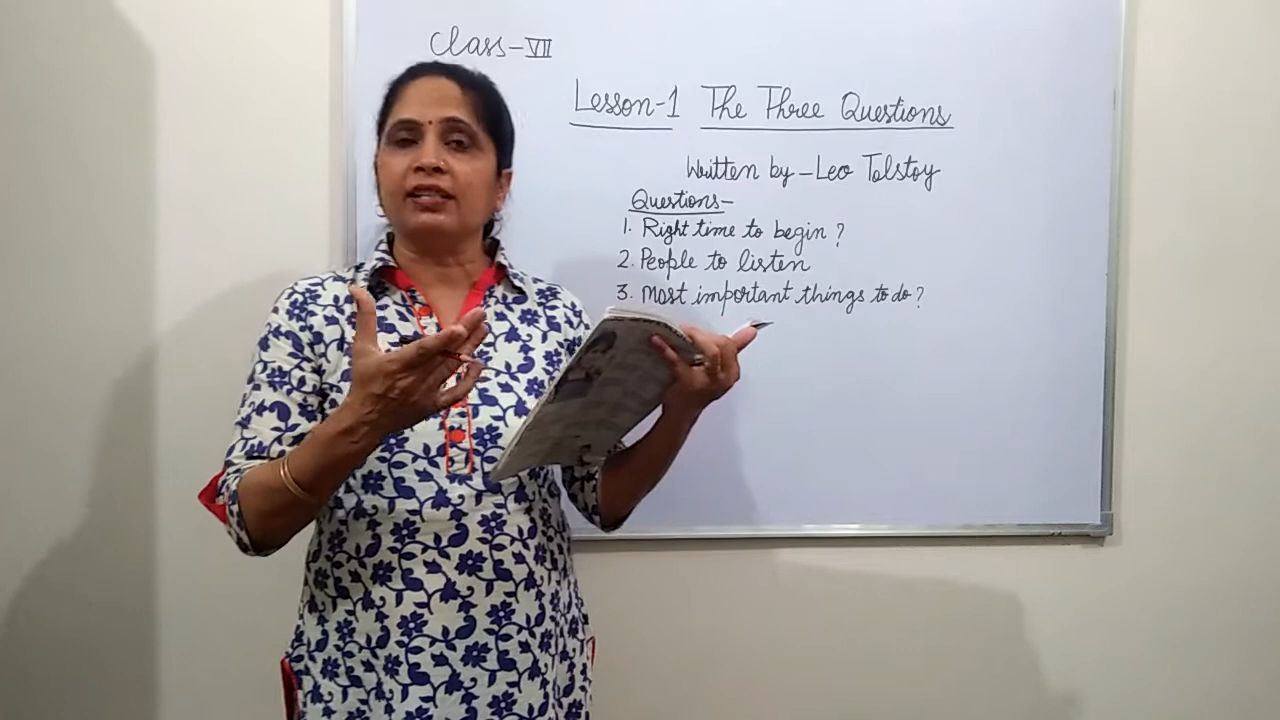 Class-VII
Lesson-1 The Three Questions
Written by-Leo Tolstoy
Questions-
1. Right time to begin?
2. People to listen
3. Most important things to do?